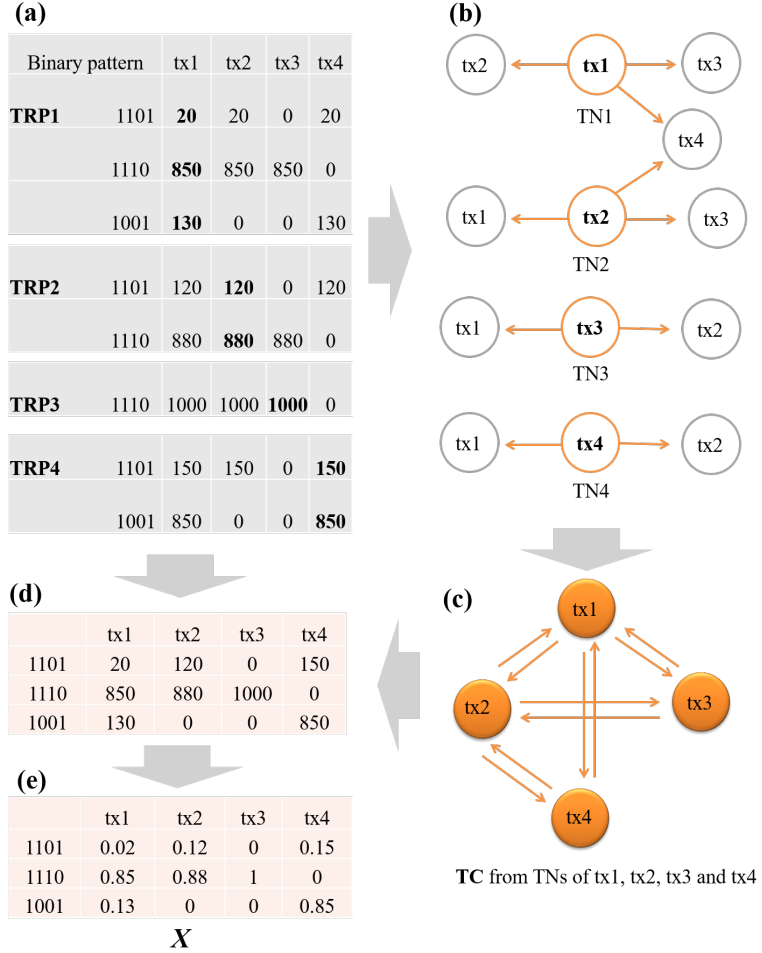 (a)
Binary pattern tx1 tx2 tx3 tx4
TRP1 1101 20 20 0 20
1110 850 850 850 0
1001 130 0 0 130
TRP2 1101 120 120 0 120
1110 880 880 880 0
TRP3 1110 1000 1000 1000 0
TRP4 1101 150 150 0 150
1001 850 0 0 850
(b)
tx2 tx1 tx3
TN1
tx4
tx1 tx2 tx3
TN2
tx1 tx3 tx2
TN3
tx1 tx4 tx2
TN4
(c)
tx1
tx2 tx3
tx4
TC from TNs of tx1, tx2, tx3 and tx4
(d)
tx1 tx2 tx3 tx4
1101 20 120 0 150
1110 850 880 1000 0
1001 130 0 0 850
(e)
tx1 tx2 tx3 tx4
1101 0.02 0.12 0 0.15
1110 0.85 0.88 1 0
1001 0.13 0 0 0.85
X